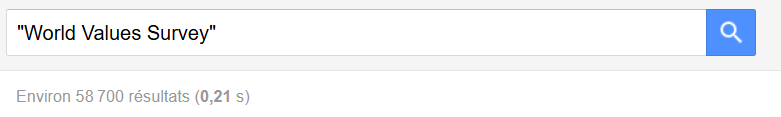 "World Values Survey"
Environ 58 700 résultats (0,21 s)